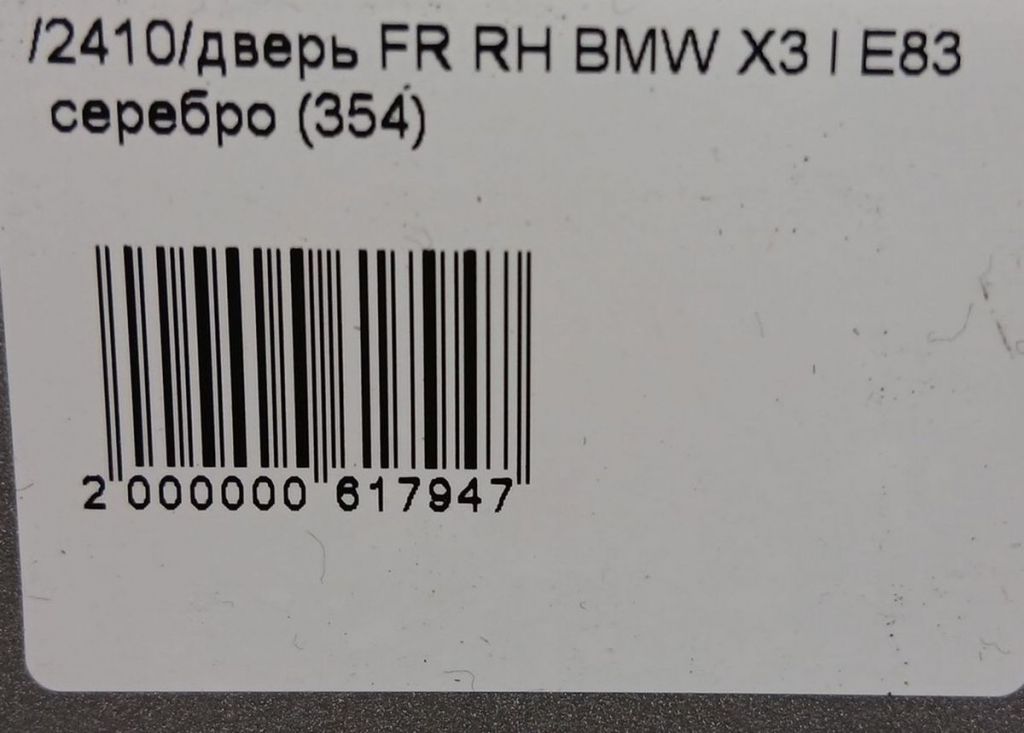 /2410/дверь FR RH BMW X3 I E83
серебро (354)
2 000000 617947